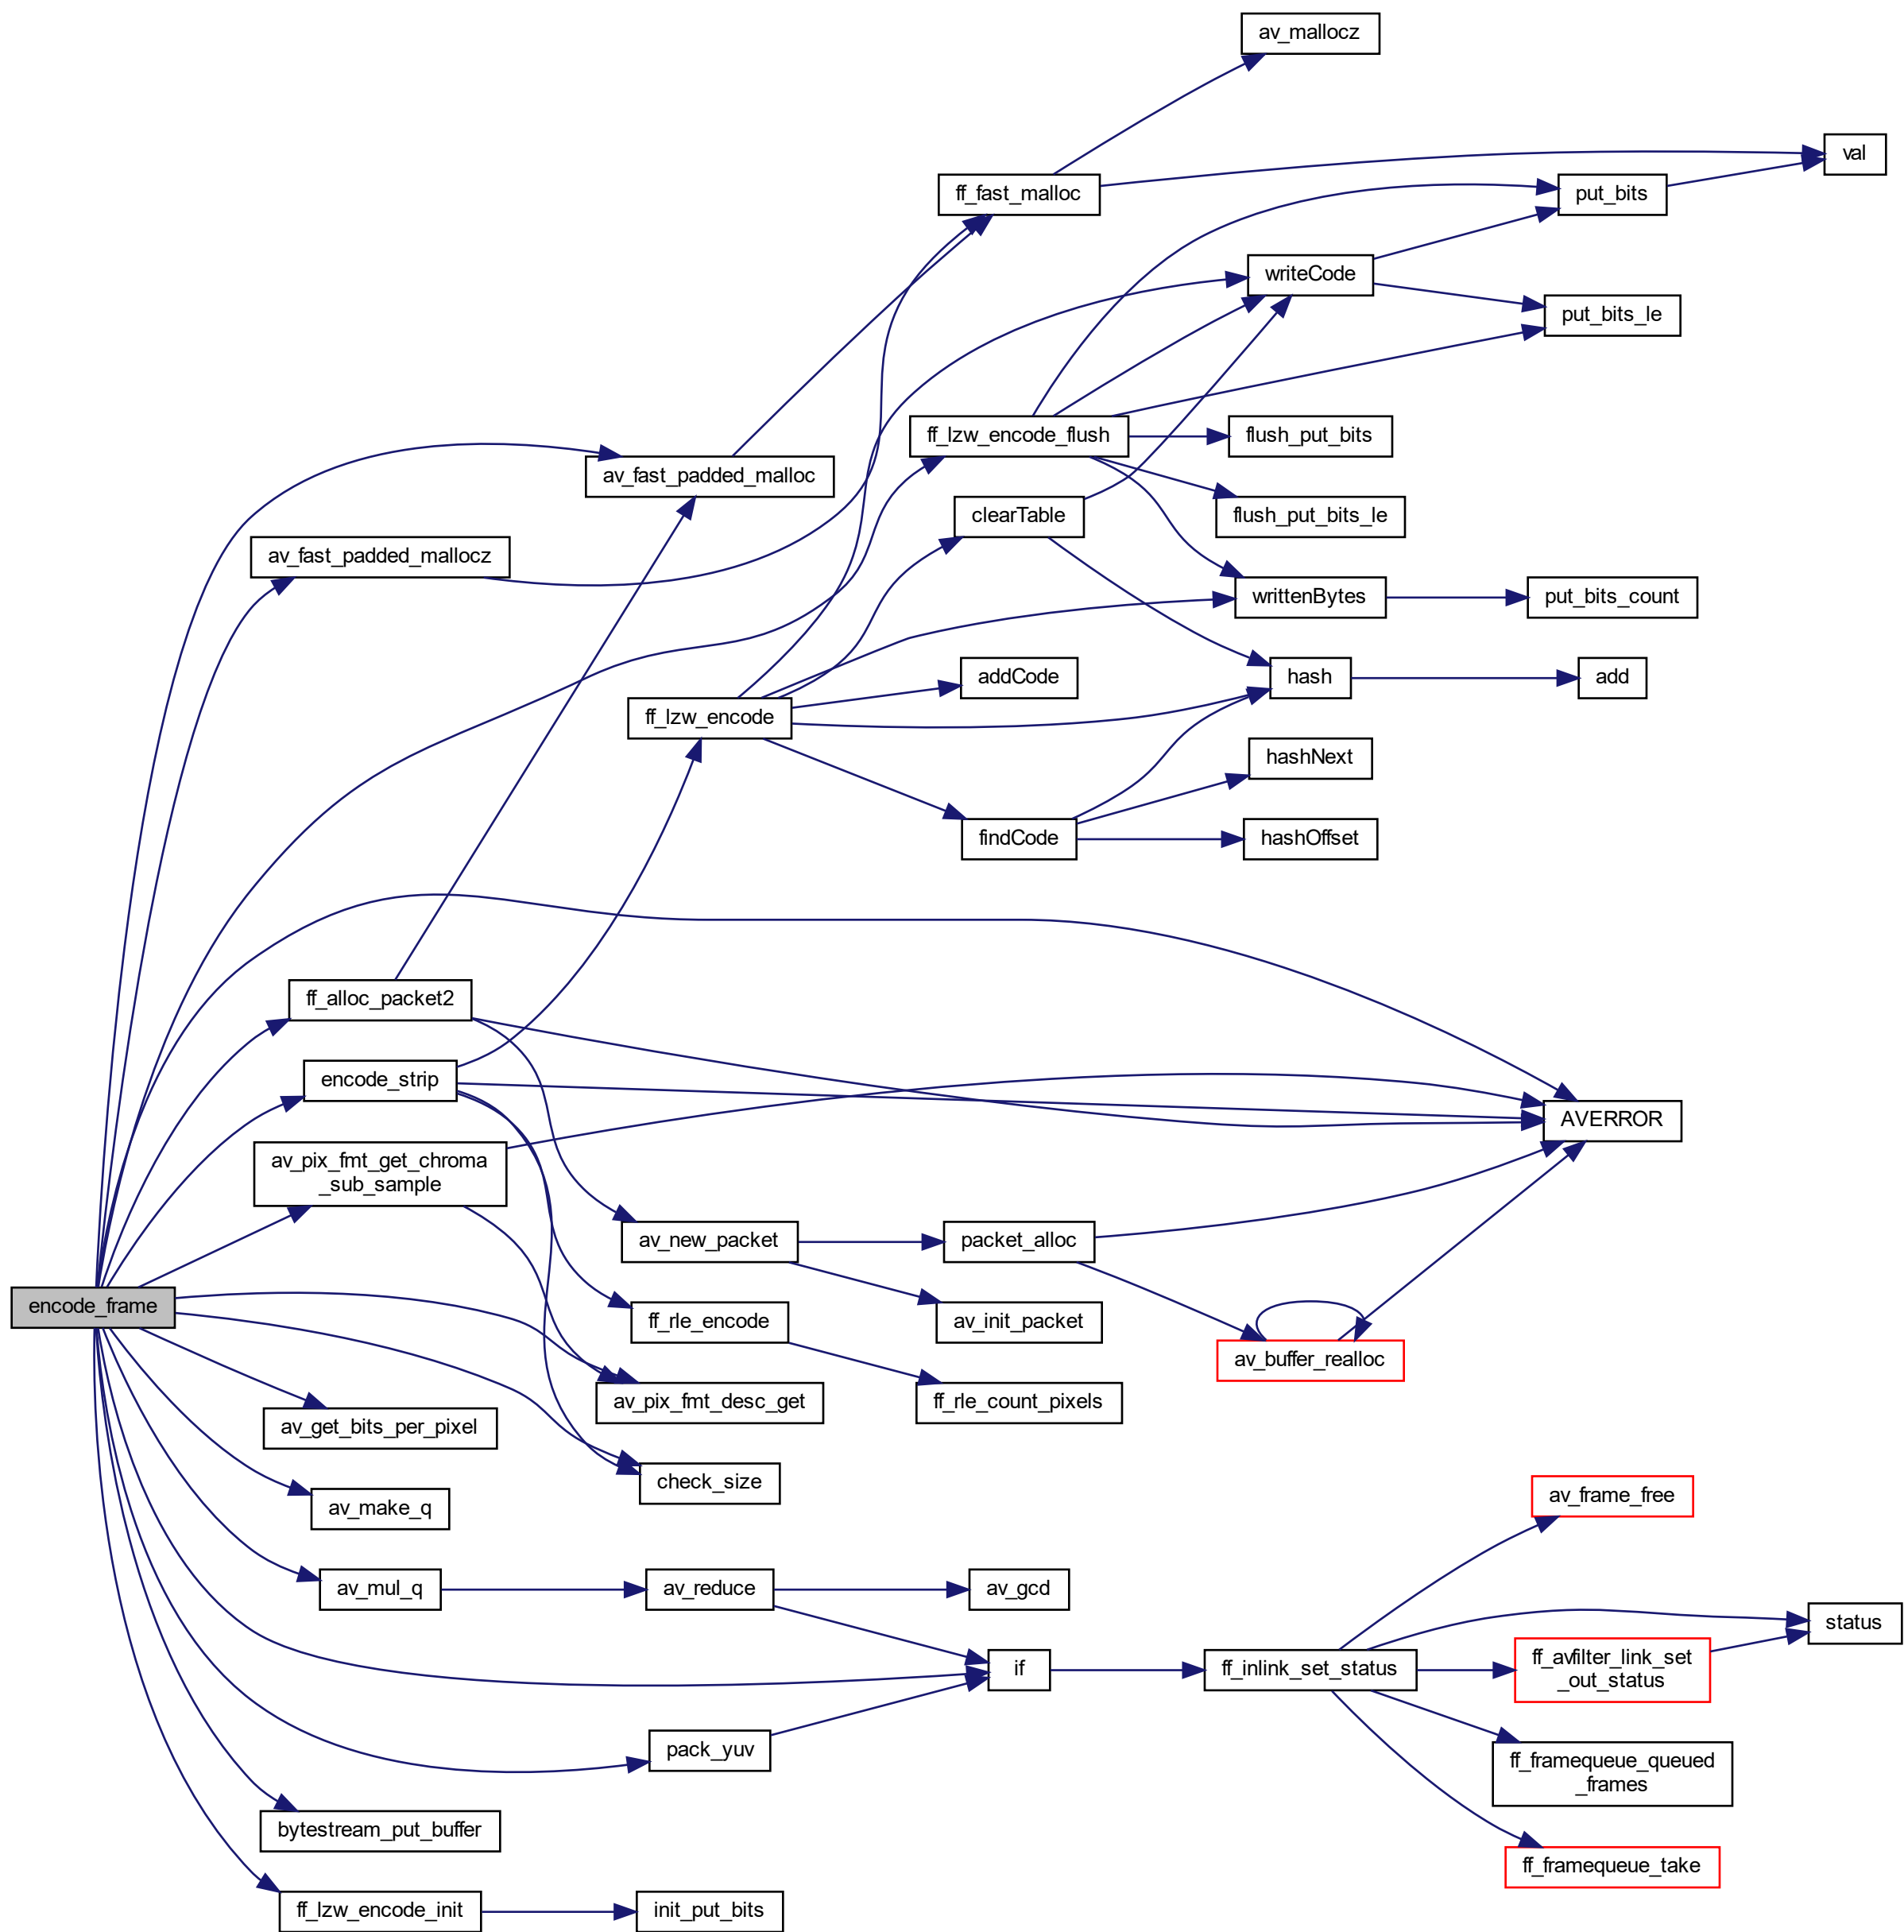 av_mallocz
val
ff_fast_malloc
put_bits
writeCode
put_bits_le
ff_lzw_encode_flush
flush_put_bits
av_fast_padded_malloc
clearTable
flush_put_bits_le
av_fast_padded_mallocz
writtenBytes
put_bits_count
addCode
hash
add
ff_lzw_encode
hashNext
findCode
hashOffset
ff_alloc_packet2
encode_strip
AVERROR
av_pix_fmt_get_chroma
_sub_sample
av_new_packet
packet_alloc
encode_frame
ff_rle_encode
av_init_packet
av_buffer_realloc
av_pix_fmt_desc_get
ff_rle_count_pixels
av_get_bits_per_pixel
check_size
av_make_q
av_frame_free
av_mul_q
av_reduce
av_gcd
status
if
ff_inlink_set_status
ff_avfilter_link_set
_out_status
pack_yuv
ff_framequeue_queued
_frames
bytestream_put_buffer
ff_framequeue_take
ff_lzw_encode_init
init_put_bits